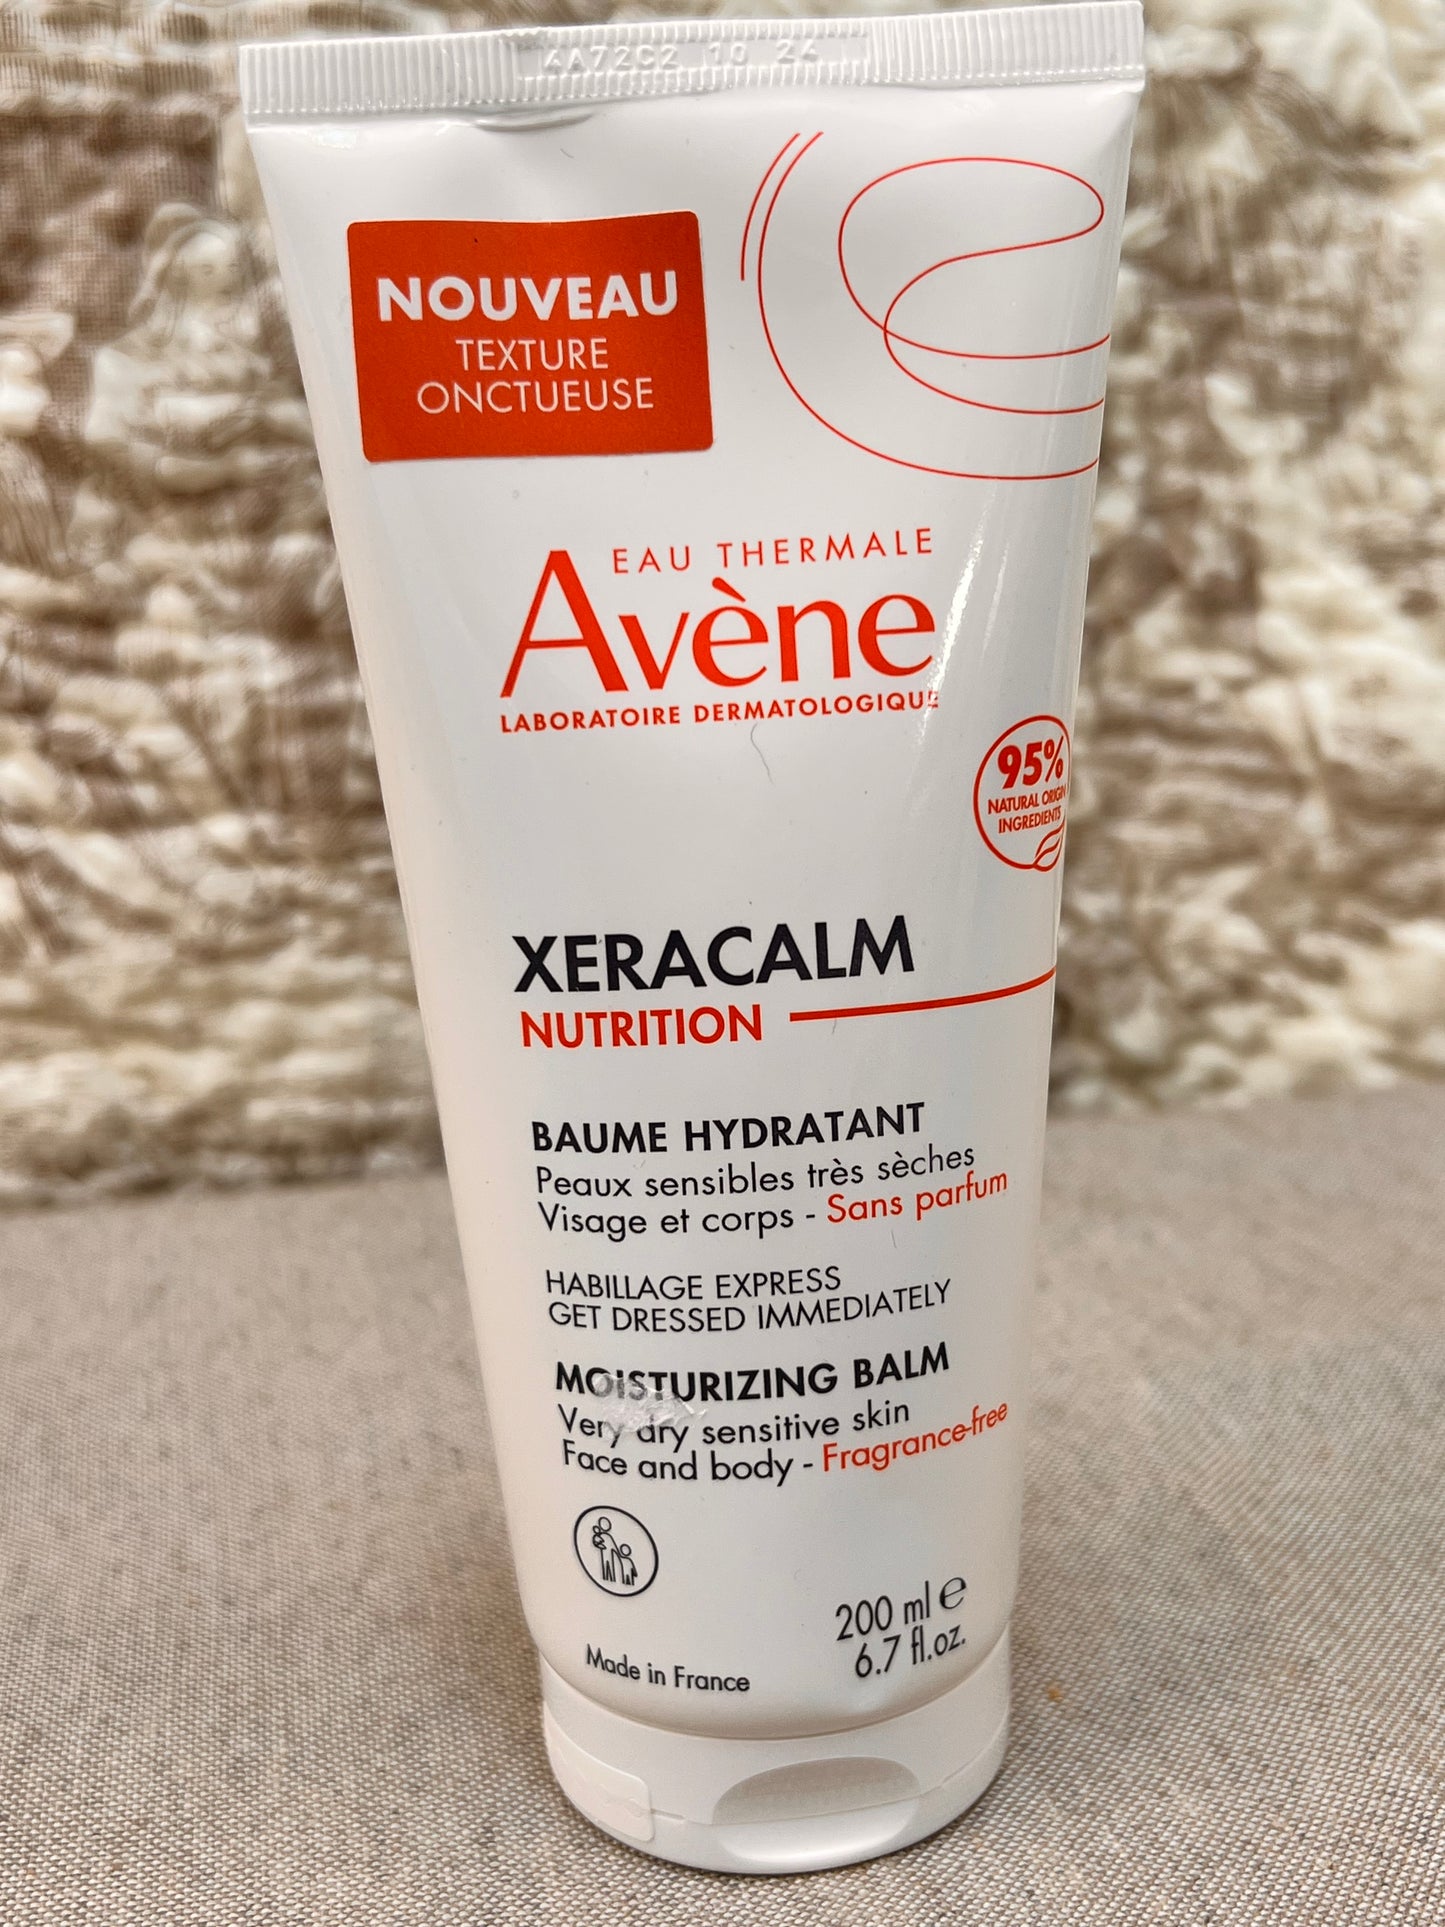 4A72C2 10 24
NOUVEAU
TEXTURE
ONCTUEUSE
EAU THERMALE
Avène
LABORATOIRE DERMATOLOGIQUE
95%
NATURAL ORIGIN
INGREDIENTS
XERACALM
NUTRITION
BAUME HYDRATANT
Peaux sensibles très sèches
Visage et corps - Sans parfum
HABILLAGE EXPRESS
GET DRESSED IMMEDIATELY
MOISTURIZING BALM
Very dry sensitive skin
Face and body - Fragrance-free
200 ml e
6.7 fl.oz.
Made in France